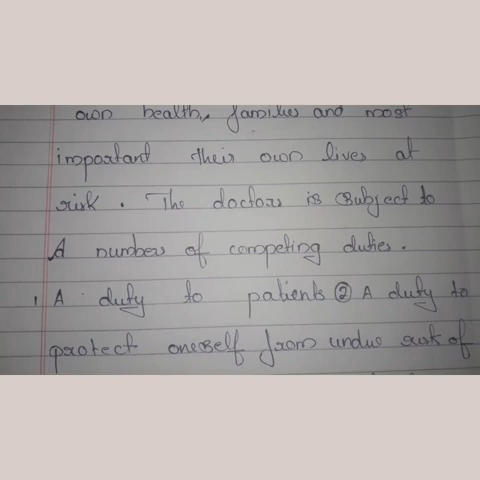 own health, families and most
important their own lives at
risk. The doctors is subject to
A number of competing duties.
1 A duty to patients ② A duty to
protect oneself from undue risk of